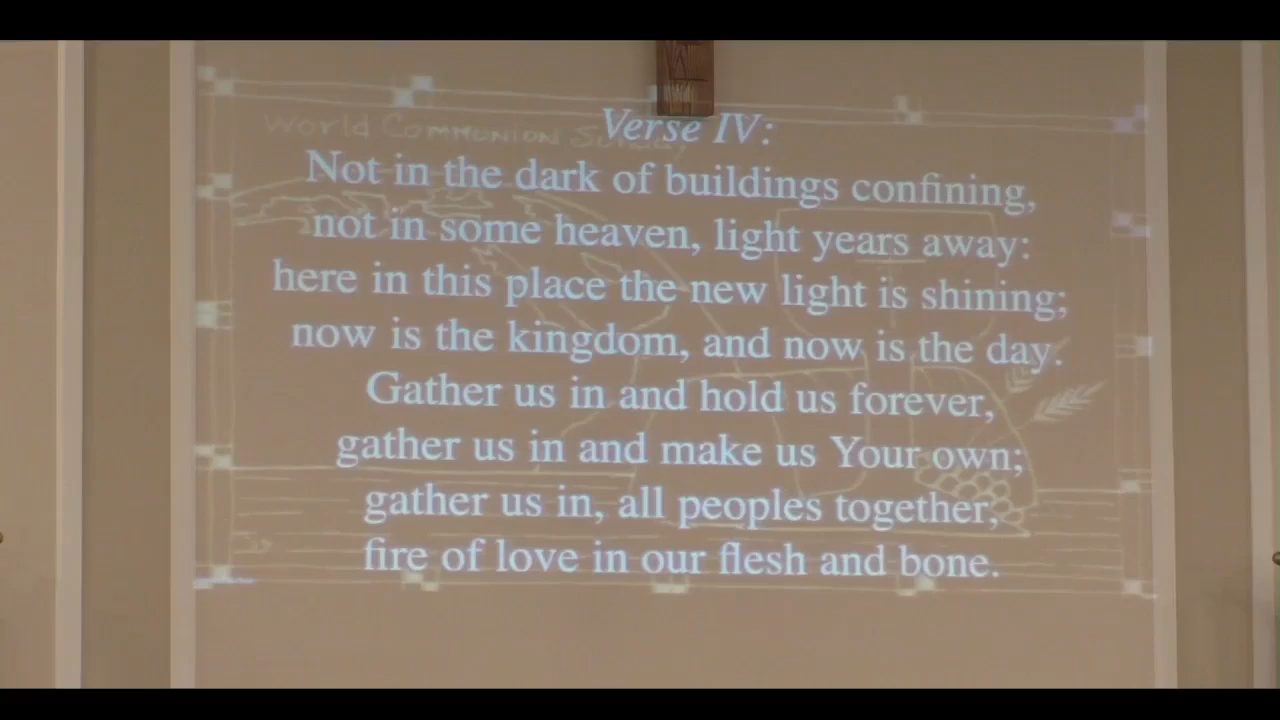 World Communion Sunday
Verse IV:
Not in the dark of buildings confining,
not in some heaven, light years away:
here in this place the new light is shining;
now is the kingdom, and now is the day.
Gather us in and hold us forever,
gather us in and make us Your own;
gather us in, all peoples together,
fire of love in our flesh and bone.